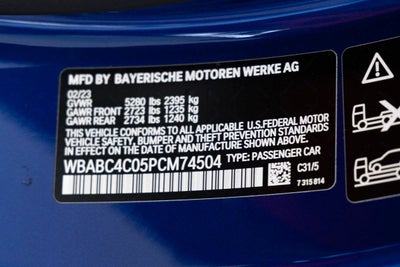 MFD BY BAYERISCHE MOTOREN WERKE AG
02/23
GVWR 5280 lbs 2395 kg
GAWR FRONT 2723 lbs 1235 kg
GAWR REAR 2734 lbs 1240 kg
THIS VEHICLE CONFORMS TO ALL APPLICABLE U.S.FEDERAL MOTOR
VEHICLE SAFETY, BUMPER, AND THEFT PREVENTION STANDARDS
IN EFFECT ON THE DATE OF MANUFACTURE SHOWN ABOVE.
WBABC4C05PCM74504 TYPE: PASSENGER CAR
C31/5
7 315 814